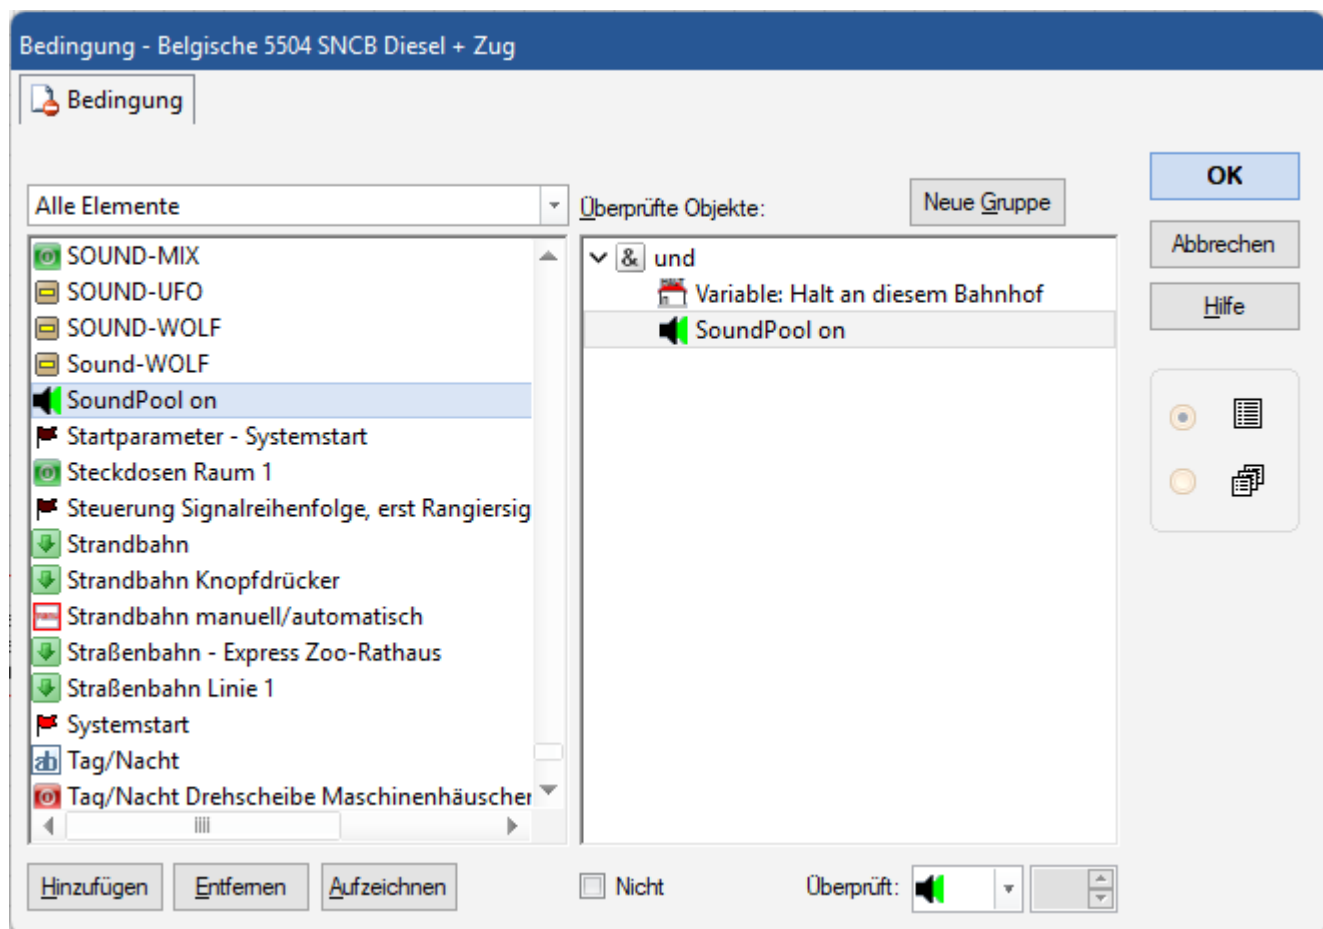 Bedingung - Belgische 5504 SNCB Diesel + Zug
Bedingung
Alle Elemente
Überprüfte Objekte:
Neue Gruppe
OK
Abbrechen
Hilfe
SOUND-MIX
SOUND-UFO
SOUND-WOLF
Sound-WOLF
SoundPool on
Startparameter - Systemstart
Steckdosen Raum 1
Steuerung Signalreihenfolge, erst Rangiersig
Strandbahn
Strandbahn Knopfdrücker
Strandbahn manuell/automatisch
Straßenbahn - Express Zoo-Rathaus
Straßenbahn Linie 1
Systemstart
ab Tag/Nacht
Tag/Nacht Drehscheibe Maschinenhäuscher
& und
Variable: Halt an diesem Bahnhof
SoundPool on
Hinzufügen
Entfernen
Aufzeichnen
Nicht
Überprüft: